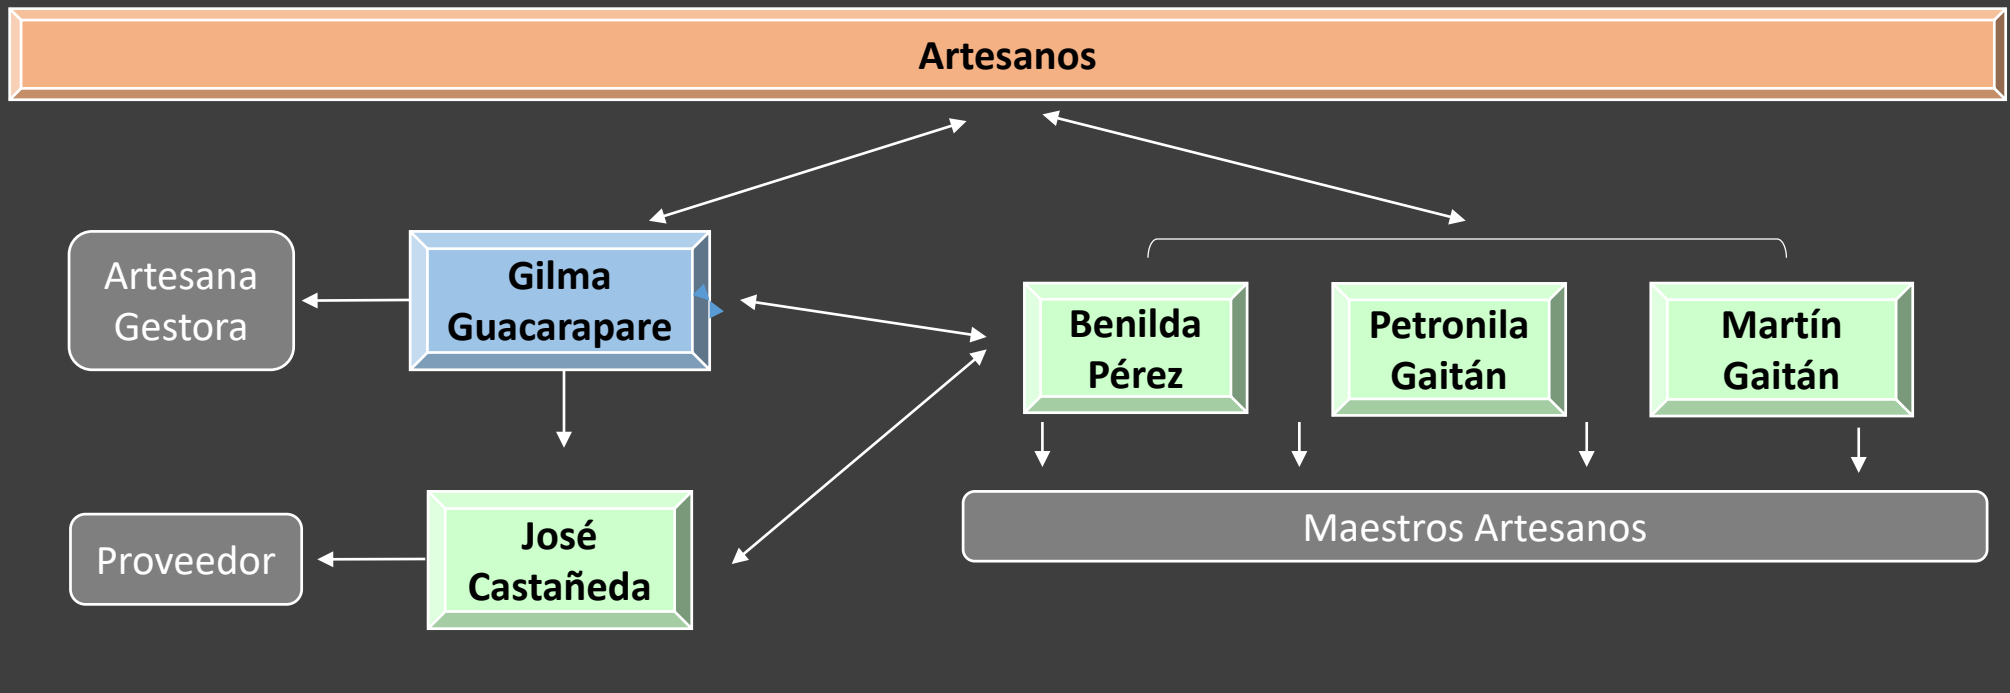 Artesanos
Artesana
Gestora
Gilma
Guacarapare
Benilda
Pérez
Petronila
Gaitán
Martín
Gaitán
Proveedor
José
Castañeda
Maestros Artesanos